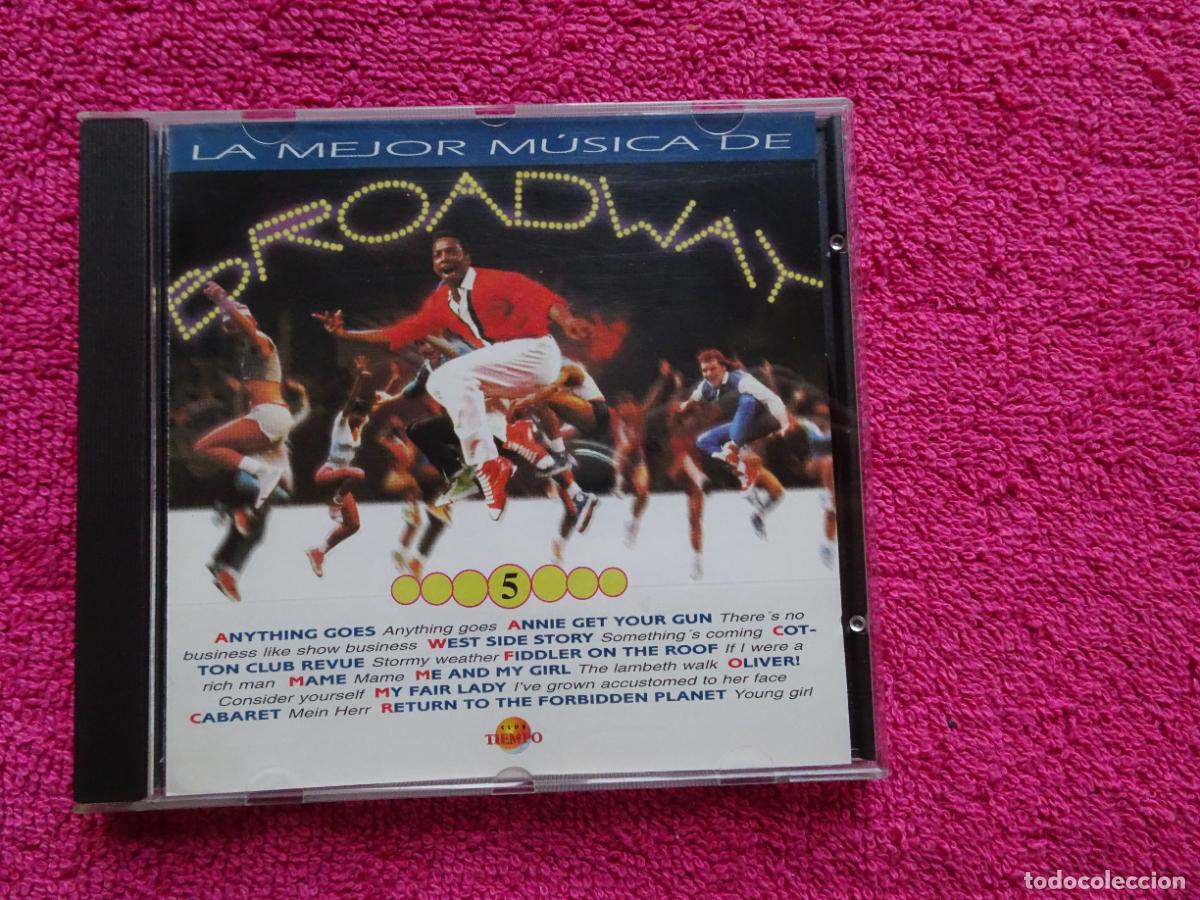 LA MEJOR MÚSICA DE
BROADWAY
5
ANYTHING GOES Anything goes ANNIE GET YOUR GUN There´s no
business like show business WEST SIDE STORY Something´s coming COT-
TON CLUB REVUE Stormy weather FIDDLER ON THE ROOF If I were a
rich man MAME Mame ME AND MY GIRL The lambeth walk OLIVER!
Consider yourself MY FAIR LADY I've grown accustomed to her face
CABARET Mein Herr RETURN TO THE FORBIDDEN PLANET Young girl
CLUB
TIEMPO
todocoleccion